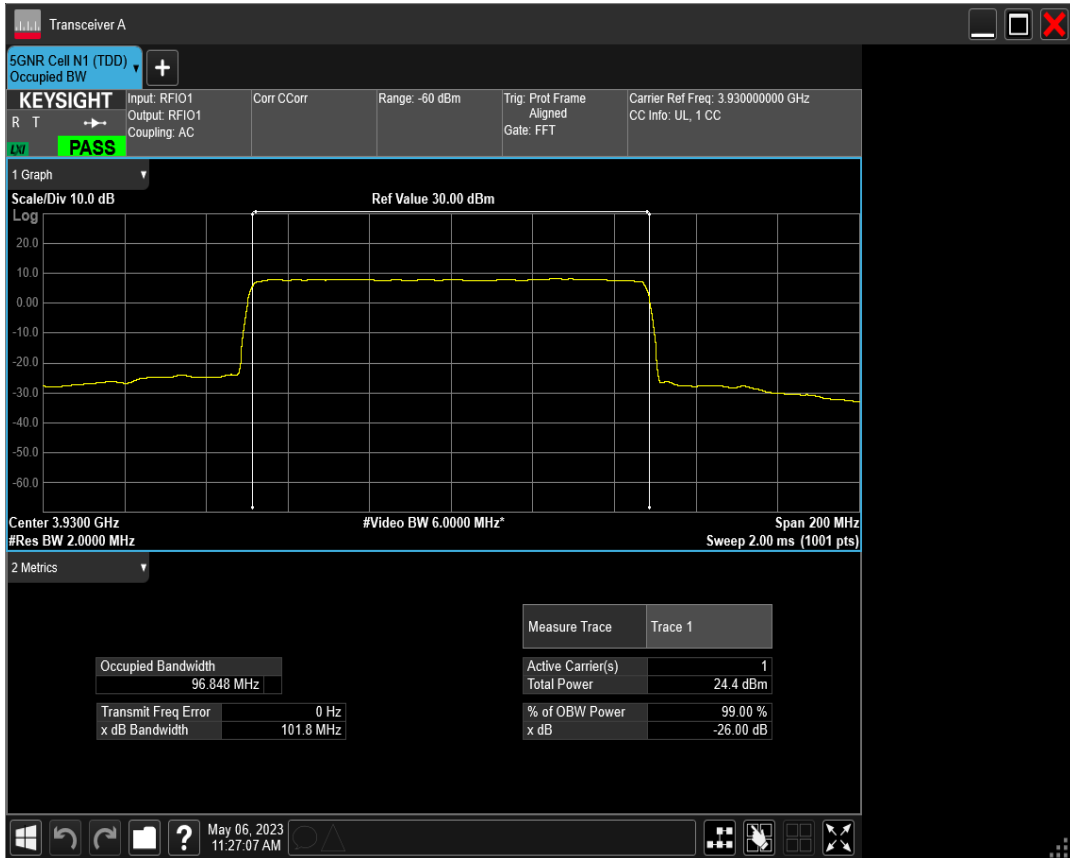 Transceiver A
5GNR Cell N1 (TDD)
Occupied BW
+
KEYSIGHT
R T
LXI
PASS
Input: RFIO1
Output: RFIO1
Coupling: AC
Corr CCorr
Range: -60 dBm
Trig: Prot Frame
Aligned
Gate: FFT
Carrier Ref Freq: 3.930000000 GHz
CC Info: UL, 1 CC
1 Graph
Scale/Div 10.0 dB
Ref Value 30.00 dBm
Log
20.0
10.0
0.00
-10.0
-20.0
-30.0
-40.0
-50.0
-60.0
Center 3.9300 GHz
#Video BW 6.0000 MHz*
Span 200 MHz
#Res BW 2.0000 MHz
Sweep 2.00 ms (1001 pts)
2 Metrics
Measure Trace Trace 1
Occupied Bandwidth
96.848 MHz
Active Carrier(s) 1
Total Power 24.4 dBm
Transmit Freq Error 0 Hz
x dB Bandwidth 101.8 MHz
% of OBW Power 99.00 %
x dB -26.00 dB
?
May 06, 2023
11:27:07 AM